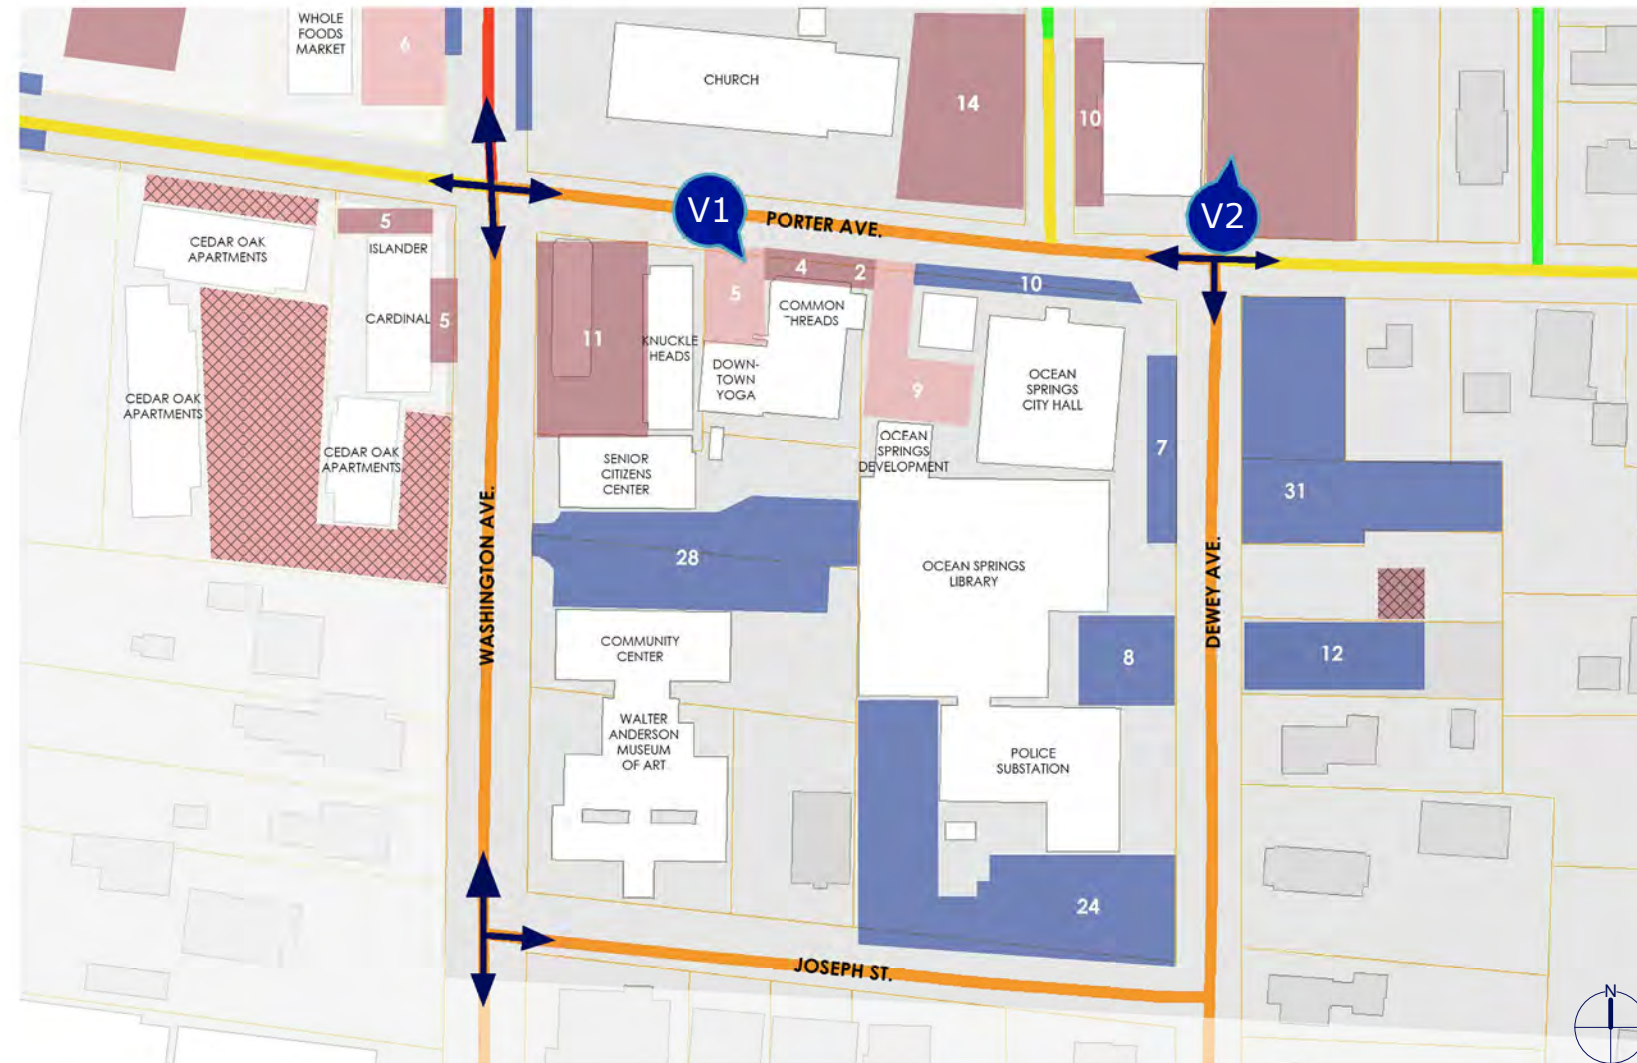 WHOLE
FOODS
MARKET
6
CHURCH
14
10
V1
V2
PORTER AVE.
5
ISLANDER
CEDAR OAK
APARTMENTS
CARDINAL
5
CEDAR OAK
APARTMENTS
CEDAR OAK
APARTMENTS
11
KNUCKLE
HEADS
5
4
2
COMMON
THREADS
DOWN-
TOWN
YOGA
10
9
OCEAN
SPRINGS
CITY HALL
OCEAN
SPRINGS
DEVELOPMENT
7
31
SENIOR
CITIZENS
CENTER
28
OCEAN SPRINGS
LIBRARY
WASHINGTON AVE.
DEWEY AVE.
COMMUNITY
CENTER
8
12
WALTER
ANDERSON
MUSEUM
OF ART
POLICE
SUBSTATION
24
JOSEPH ST.
N